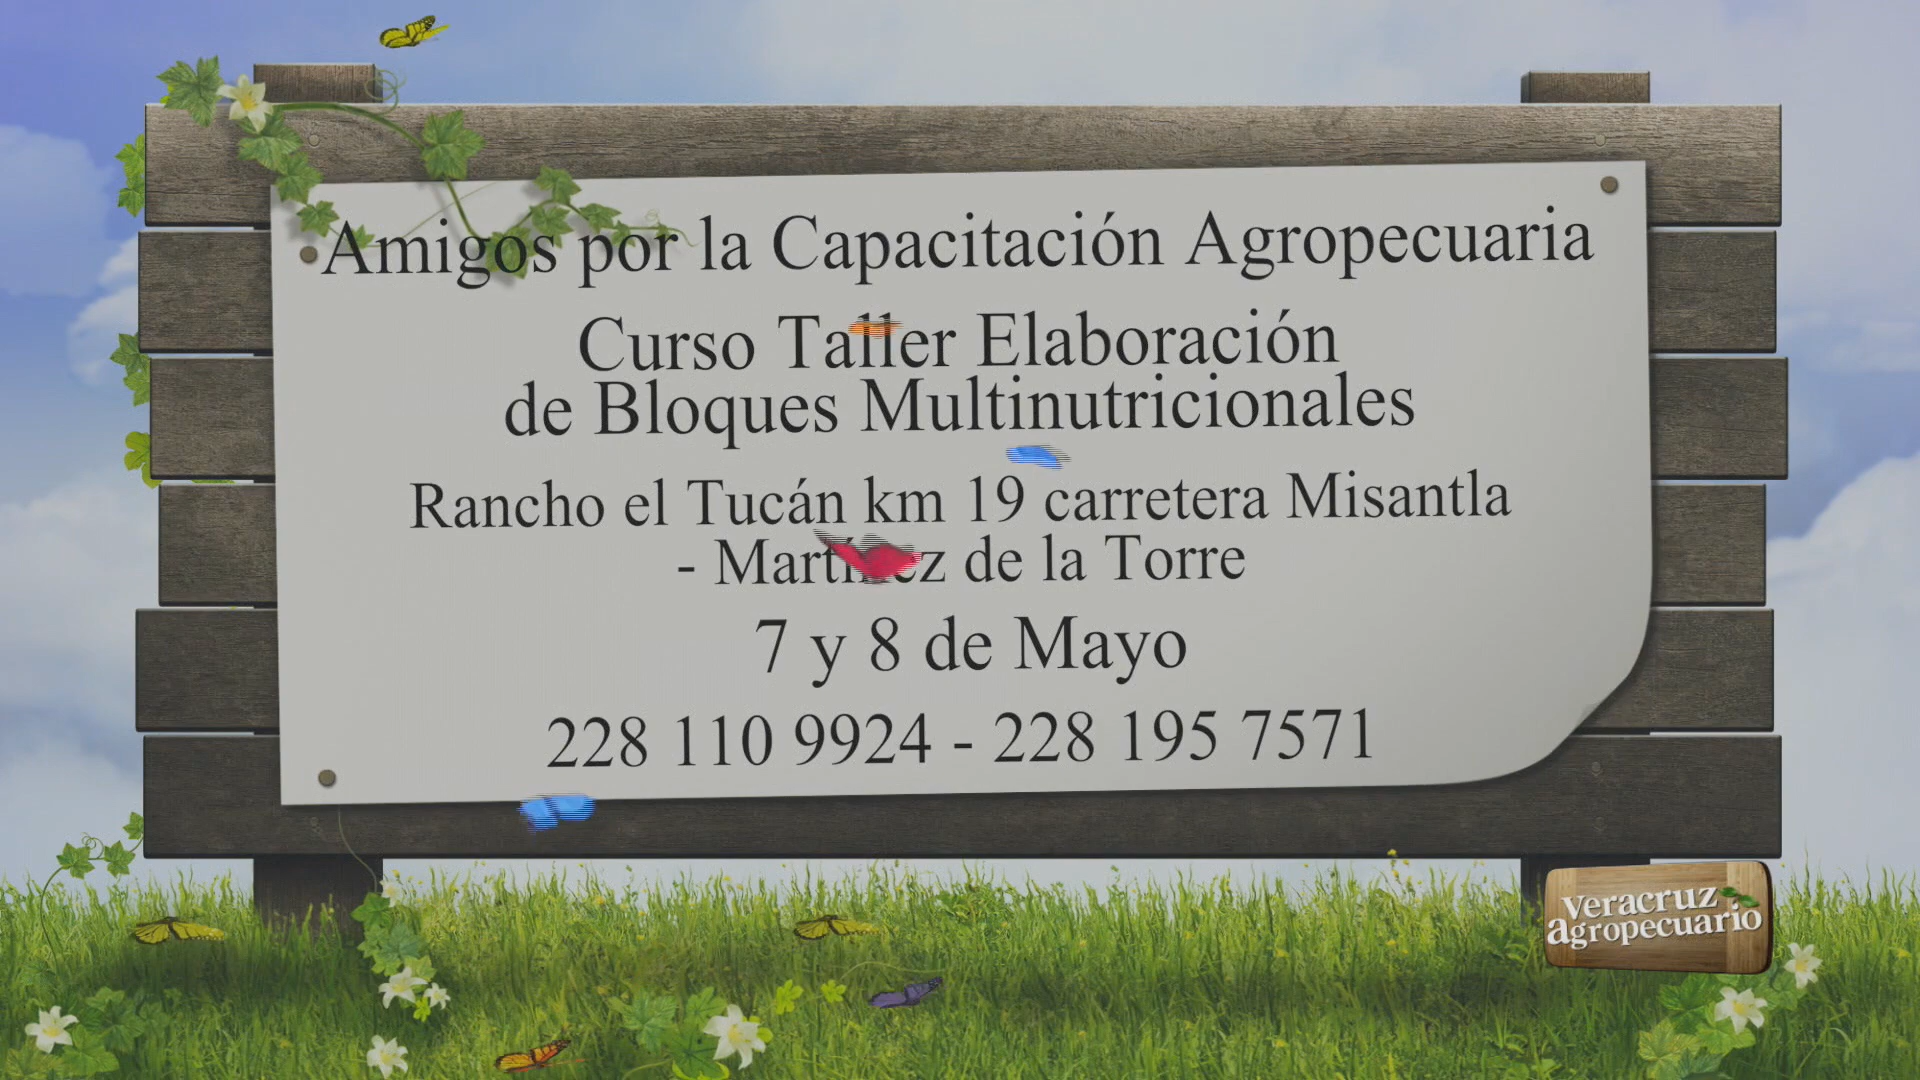 Amigos por la Capacitación Agropecuaria
Curso Taller Elaboración
de Bloques Multinutricionales
Rancho el Tucán km 19 carretera Misantla
- Martínez de la Torre
7 y 8 de Mayo
228 110 9924 - 228 195 7571
veracruz
agropecuario